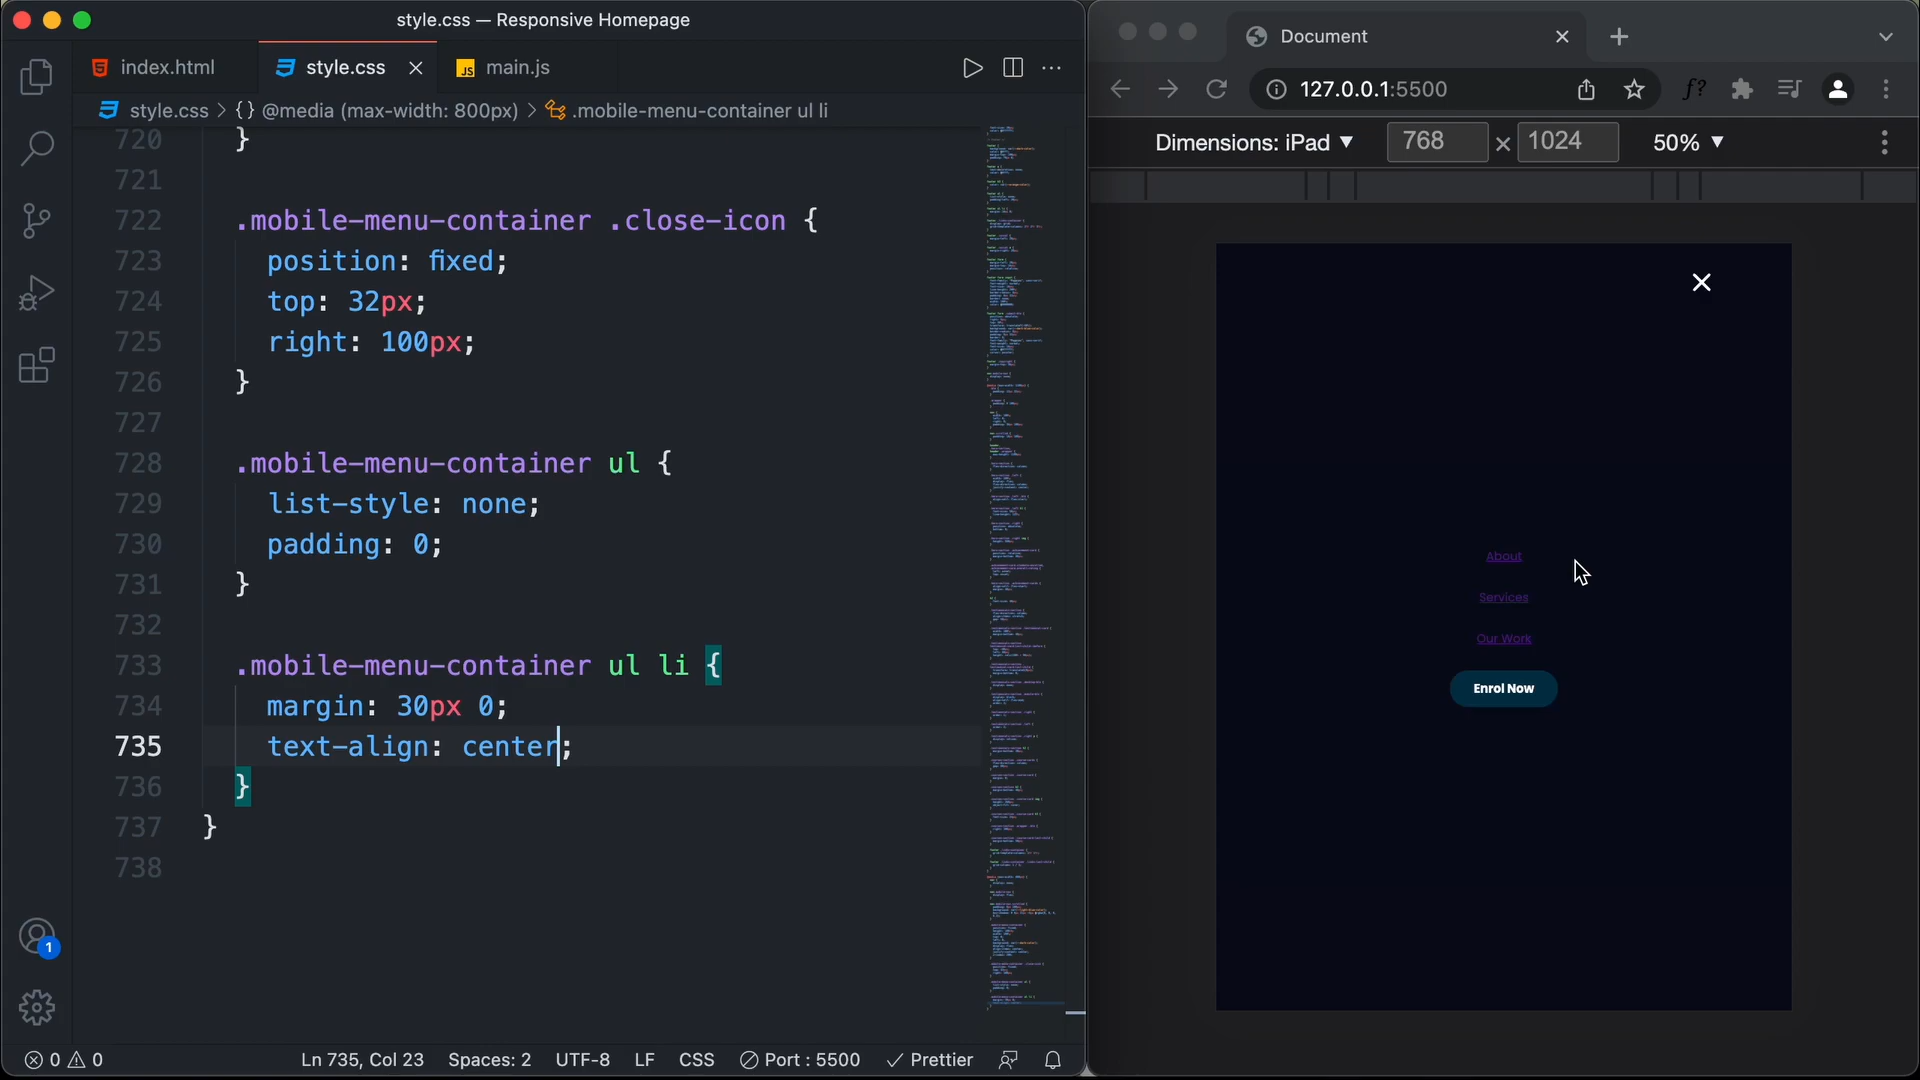 style.css — Responsive Homepage
index.html
style.css
JS main.js
style.css > {} @media (max-width: 800px) > .mobile-menu-container ul li
720 }
721
722 .mobile-menu-container .close-icon {
723 position: fixed;
724 top: 32px;
725 right: 100px;
726 }
727
728 .mobile-menu-container ul {
729 list-style: none;
730 padding: 0;
731 }
732
733 .mobile-menu-container ul li {
734 margin: 30px 0;
735 text-align: center;
736 }
737 }
738
1
0 0
Ln 735, Col 23
Spaces: 2
UTF-8
LF
CSS
Port : 5500
Prettier
Document
127.0.0.1:5500
f?
Dimensions: iPad ▼
768 × 1024
50% ▼
About
Services
Our Work
Enrol Now